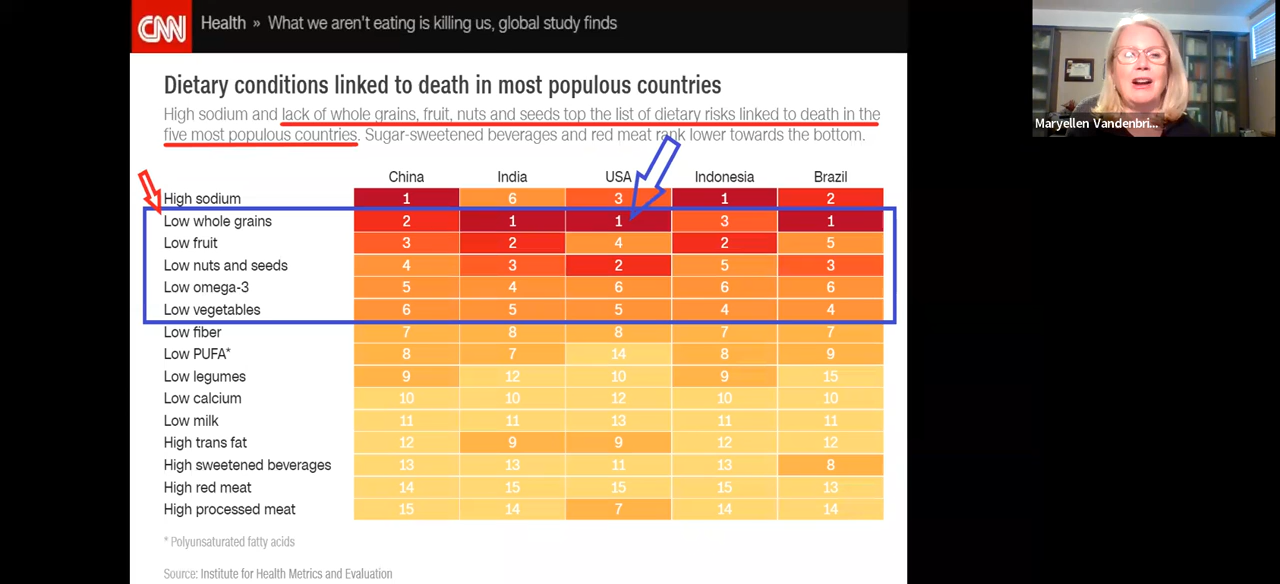 CNN Health » What we aren't eating is killing us, global study finds
Maryellen Vandenbri...
Dietary conditions linked to death in most populous countries
High sodium and lack of whole grains, fruit, nuts and seeds top the list of dietary risks linked to death in the
five most populous countries. Sugar-sweetened beverages and red meat rank lower towards the bottom.
China India USA Indonesia Brazil
High sodium 1 6 3 1 2
Low whole grains 2 1 1 3 1
Low fruit 3 2 4 2 5
Low nuts and seeds 4 3 2 5 3
Low omega-3 5 4 6 6 6
Low vegetables 6 5 5 4 4
Low fiber 7 8 8 7 7
Low PUFA* 8 7 14 8 9
Low legumes 9 12 10 9 15
Low calcium 10 10 12 10 10
Low milk 11 11 13 11 11
High trans fat 12 9 9 12 12
High sweetened beverages 13 13 11 13 8
High red meat 14 15 15 15 13
High processed meat 15 14 7 14 14
* Polyunsaturated fatty acids
Source: Institute for Health Metrics and Evaluation